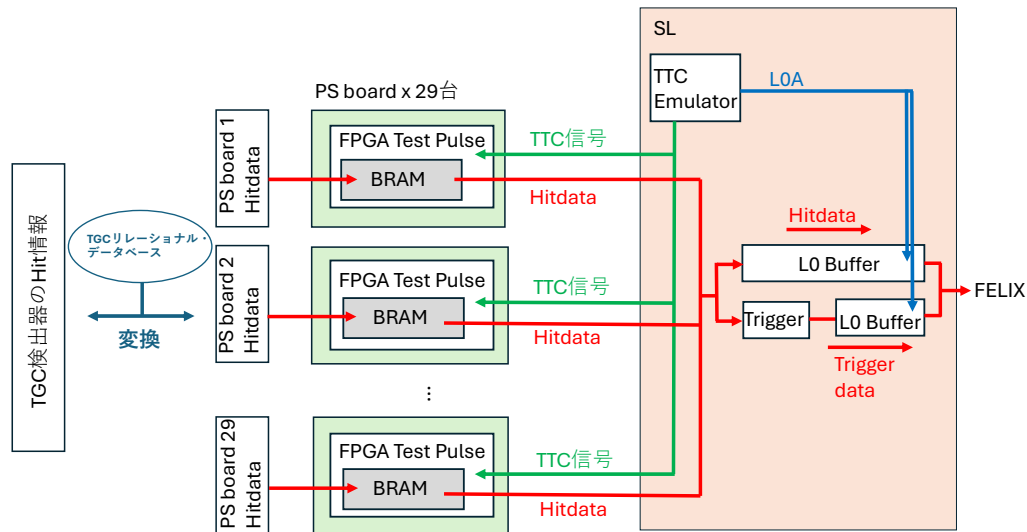 TGC検出器のHit情報
TGCリレーショナル・
データベース
変換
PS board 1
Hitdata
PS board 2
Hitdata
PS board 29
Hitdata
PS board x 29台
FPGA Test Pulse
BRAM
TTC信号
Hitdata
FPGA Test Pulse
BRAM
TTC信号
Hitdata
...
FPGA Test Pulse
BRAM
TTC信号
Hitdata
SL
TTC
Emulator
L0A
Hitdata
L0 Buffer
Trigger
L0 Buffer
Trigger
data
FELIX